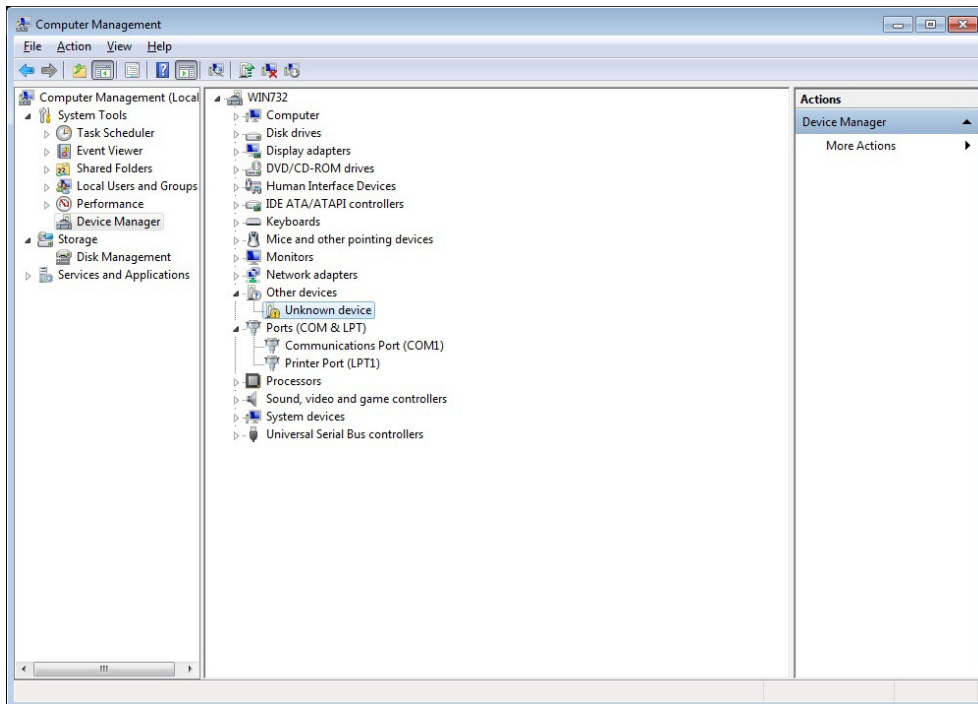 Computer Management
File Action View Help
Computer Management (Local
System Tools
Task Scheduler
Event Viewer
Shared Folders
Local Users and Groups
Performance
Device Manager
Storage
Disk Management
Services and Applications
WIN732
Computer
Disk drives
Display adapters
DVD/CD-ROM drives
Human Interface Devices
IDE ATA/ATAPI controllers
Keyboards
Mice and other pointing devices
Monitors
Network adapters
Other devices
Unknown device
Ports (COM & LPT)
Communications Port (COM1)
Printer Port (LPT1)
Processors
Sound, video and game controllers
System devices
Universal Serial Bus controllers
Actions
Device Manager
More Actions